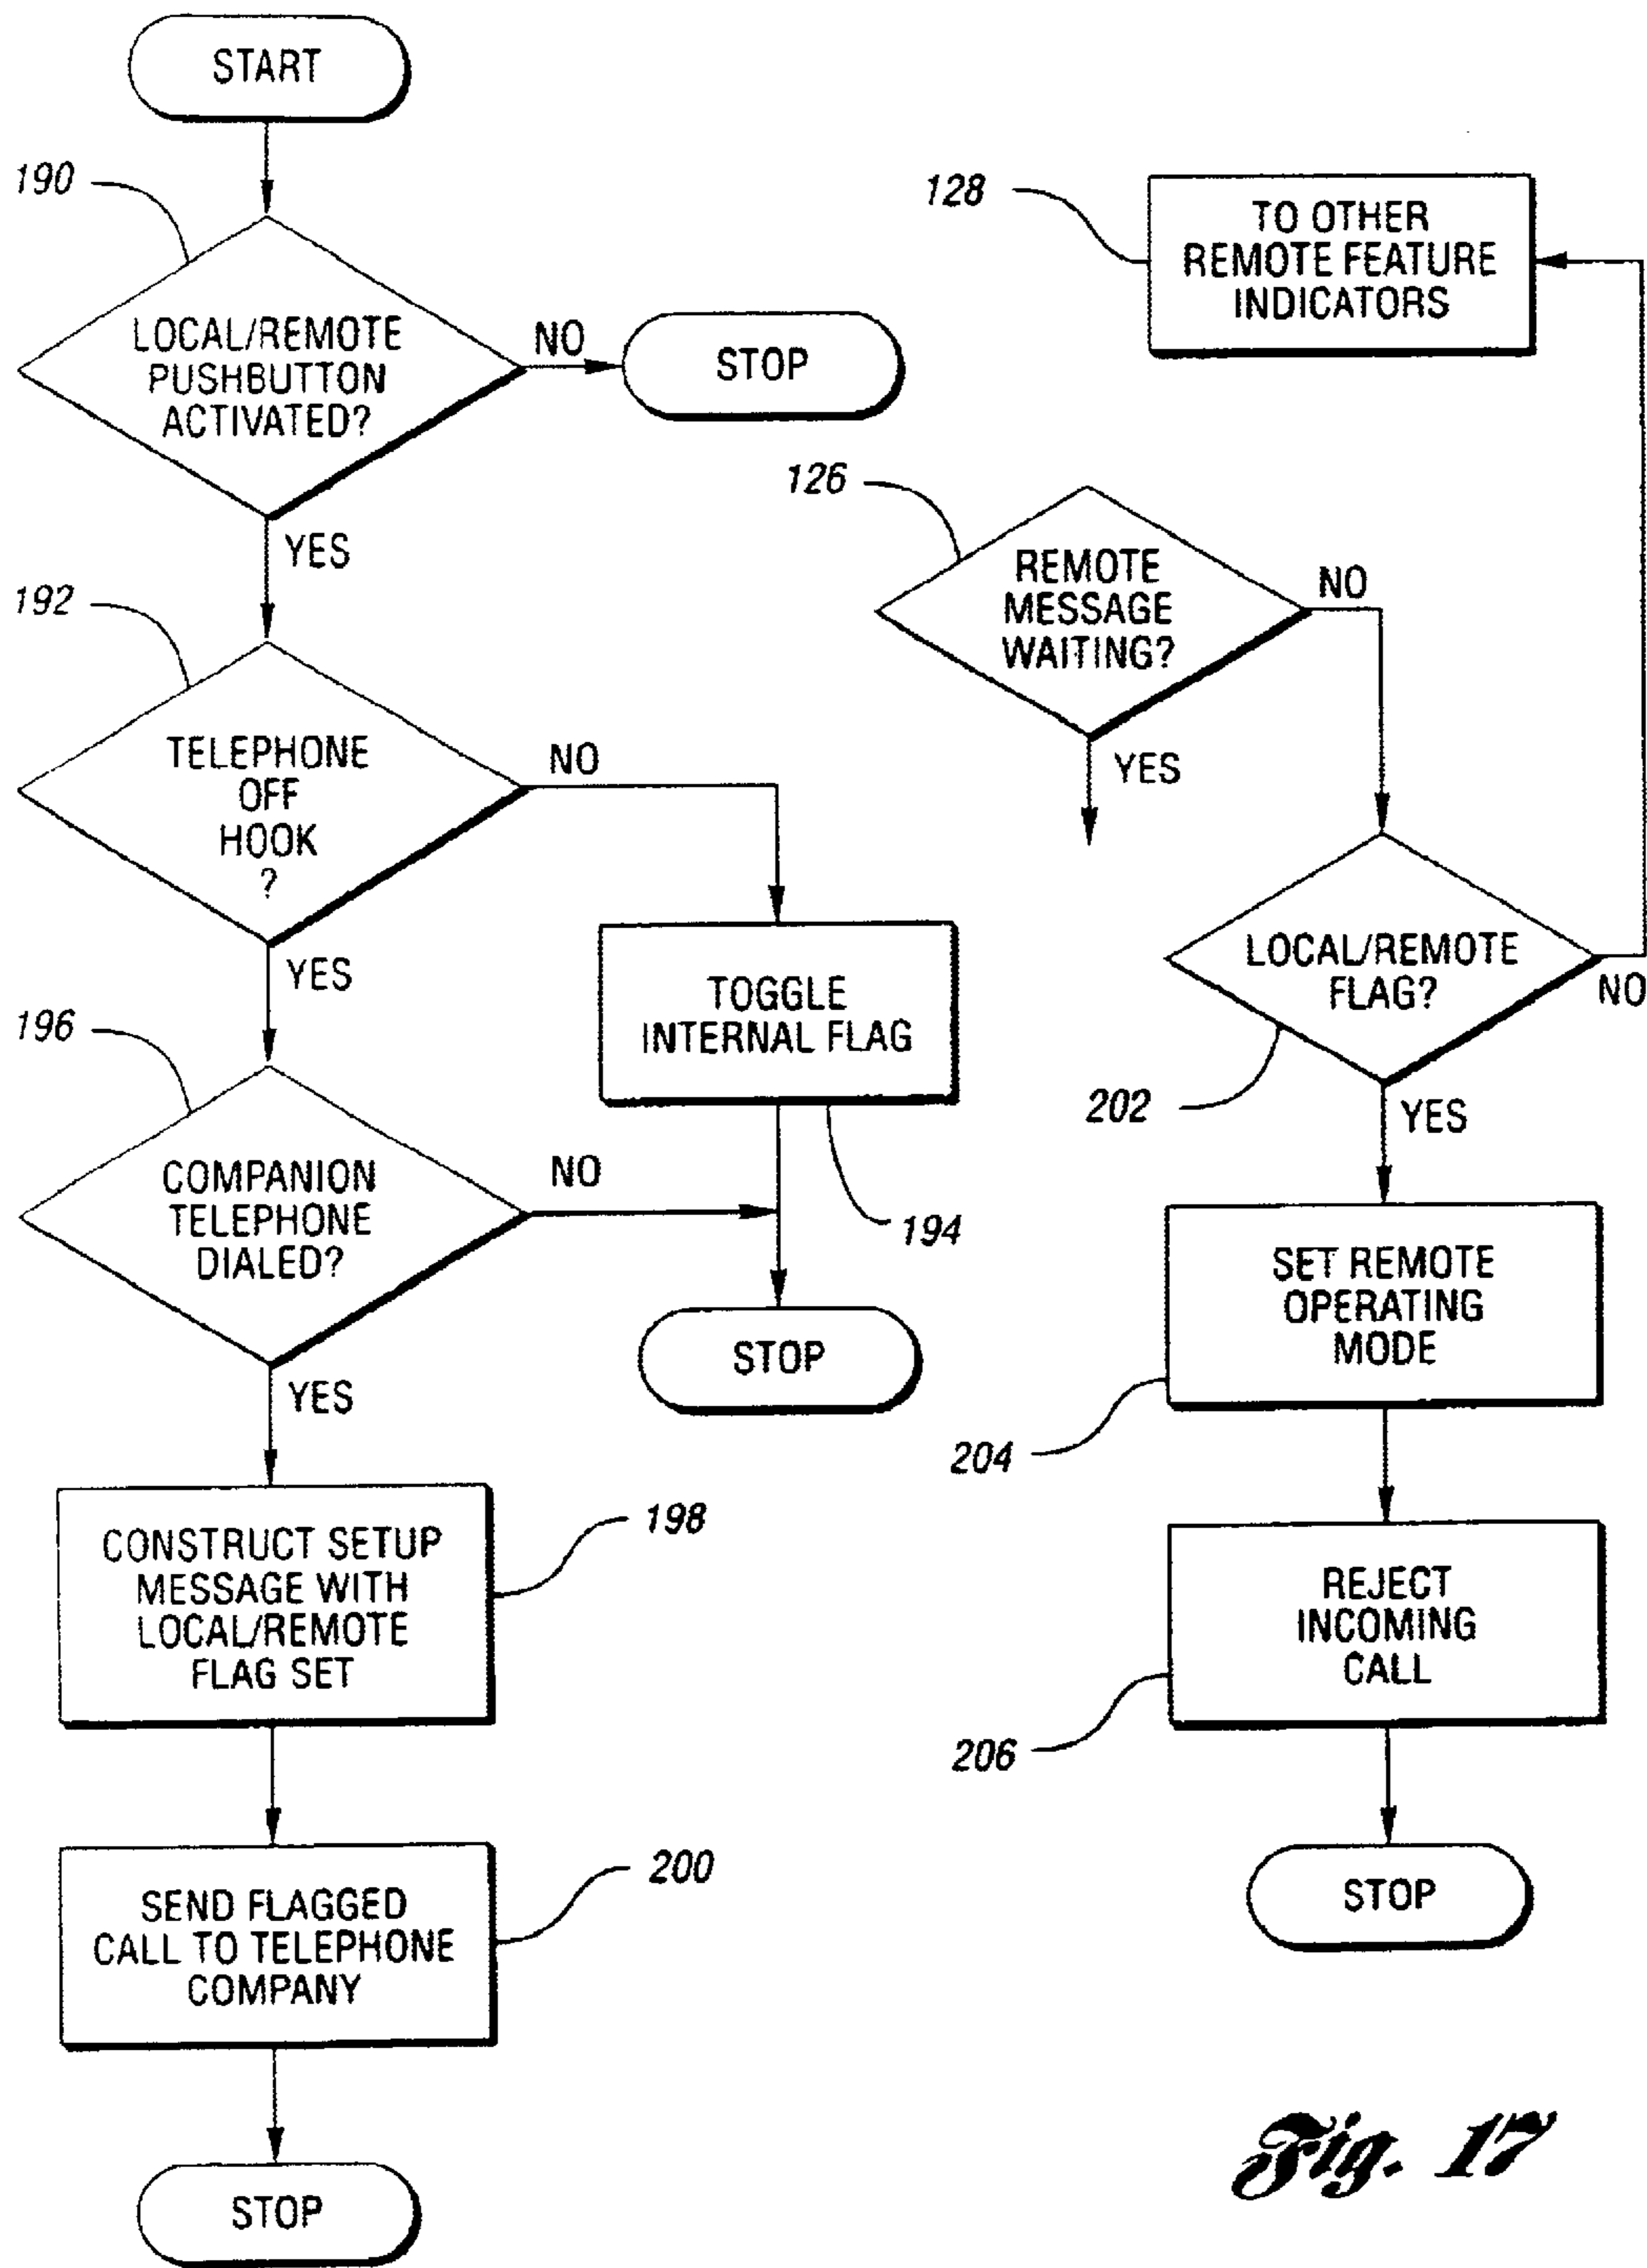 START
190
LOCAL/REMOTE
PUSHBUTTON
ACTIVATED?
NO
STOP
YES
192
TELEPHONE
OFF
HOOK
?
NO
YES
TOGGLE
INTERNAL FLAG
194
196
COMPANION
TELEPHONE
DIALED?
NO
STOP
YES
CONSTRUCT SETUP
MESSAGE WITH
LOCAL/REMOTE
FLAG SET
198
SEND FLAGGED
CALL TO TELEPHONE
COMPANY
200
STOP
128
TO OTHER
REMOTE FEATURE
INDICATORS
126
REMOTE
MESSAGE
WAITING?
NO
YES
LOCAL/REMOTE
FLAG?
NO
202
YES
SET REMOTE
OPERATING
MODE
204
REJECT
INCOMING
CALL
206
STOP
Fig. 17